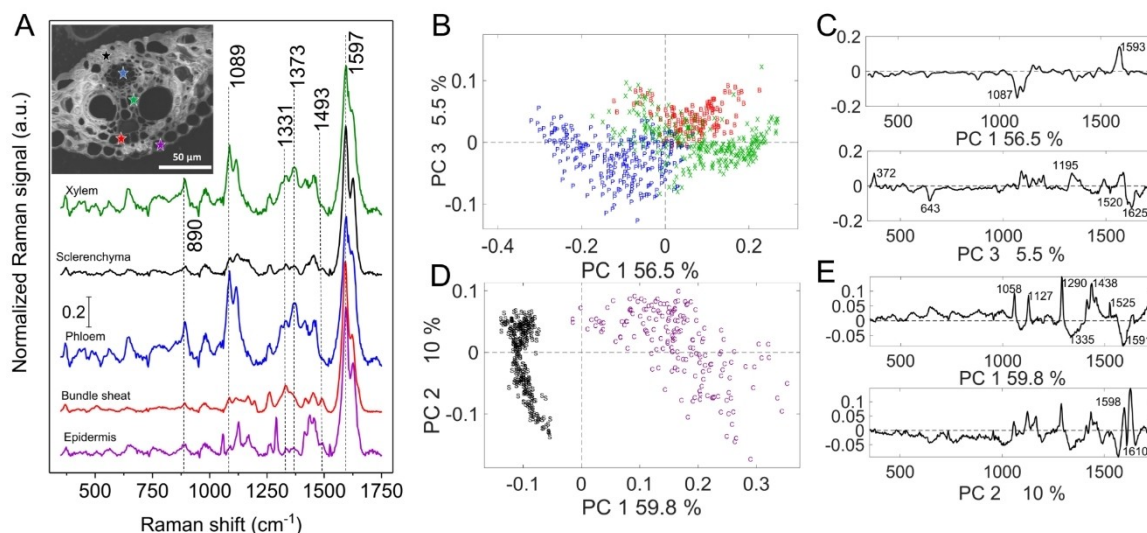 A
Normalized Raman signal (a.u.)
50 µm
1089
1373
1331
1493
1597
890
Xylem
Sclerenchyma
0.2
Phloem
Bundle sheat
Epidermis
500 750 1000 1250 1500 1750
Raman shift (cm-1)
B
PC 3 5.5 %
0.1
0
-0.1
-0.4 -0.2 0 0.2
PC 1 56.5 %
C
0.2
0
-0.2
1593
1087
500 1000 1500
PC 1 56.5 %
0.2
0
-0.2
372
643
1195
1520
1625
500 1000 1500
PC 3 5.5 %
D
PC 2 10 %
0.1
0
-0.1
-0.1 0 0.1 0.2 0.3
PC 1 59.8 %
E
0.1
0.05
0
-0.05
1058
1127
1290
1438
1525
1335
1591
500 1000 1500
PC 1 59.8 %
0.1
0.05
0
-0.05
1598
1610
500 1000 1500
PC 2 10 %